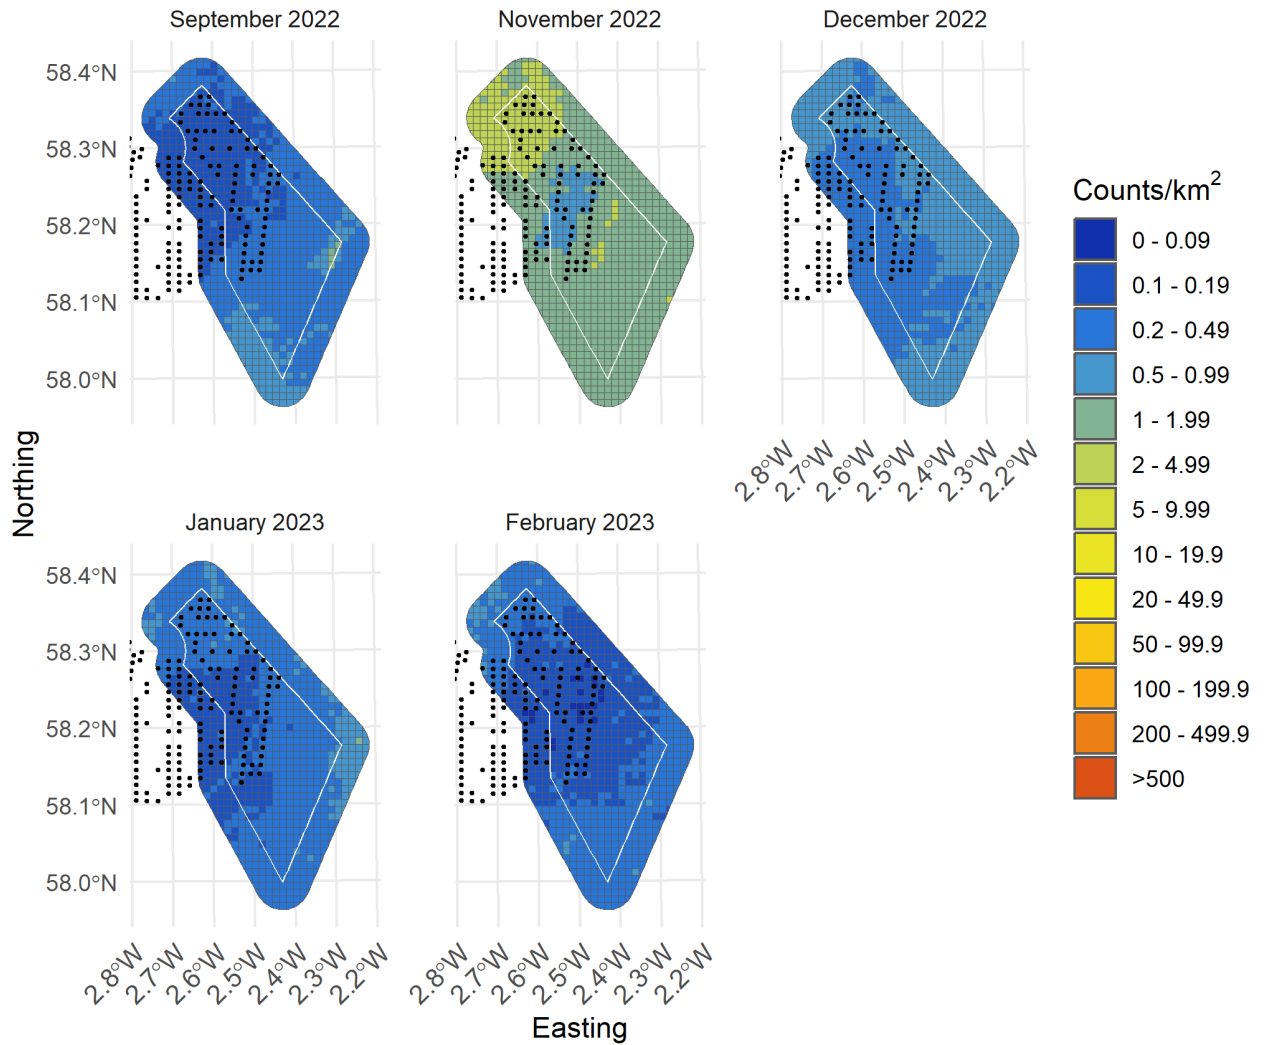 September 2022
November 2022
December 2022
58.4°N
58.3°N
58.2°N
58.1°N
58.0°N
2.8°W
2.7°W
2.6°W
2.5°W
2.4°W
2.3°W
2.2°W
January 2023
February 2023
58.4°N
58.3°N
58.2°N
58.1°N
58.0°N
2.8°W
2.7°W
2.6°W
2.5°W
2.4°W
2.3°W
2.2°W
2.8°W
2.7°W
2.6°W
2.5°W
2.4°W
2.3°W
2.2°W
Northing
Easting
Counts/km²
0 - 0.09
0.1 - 0.19
0.2 - 0.49
0.5 - 0.99
1 - 1.99
2 - 4.99
5 - 9.99
10 - 19.9
20 - 49.9
50 - 99.9
100 - 199.9
200 - 499.9
>500